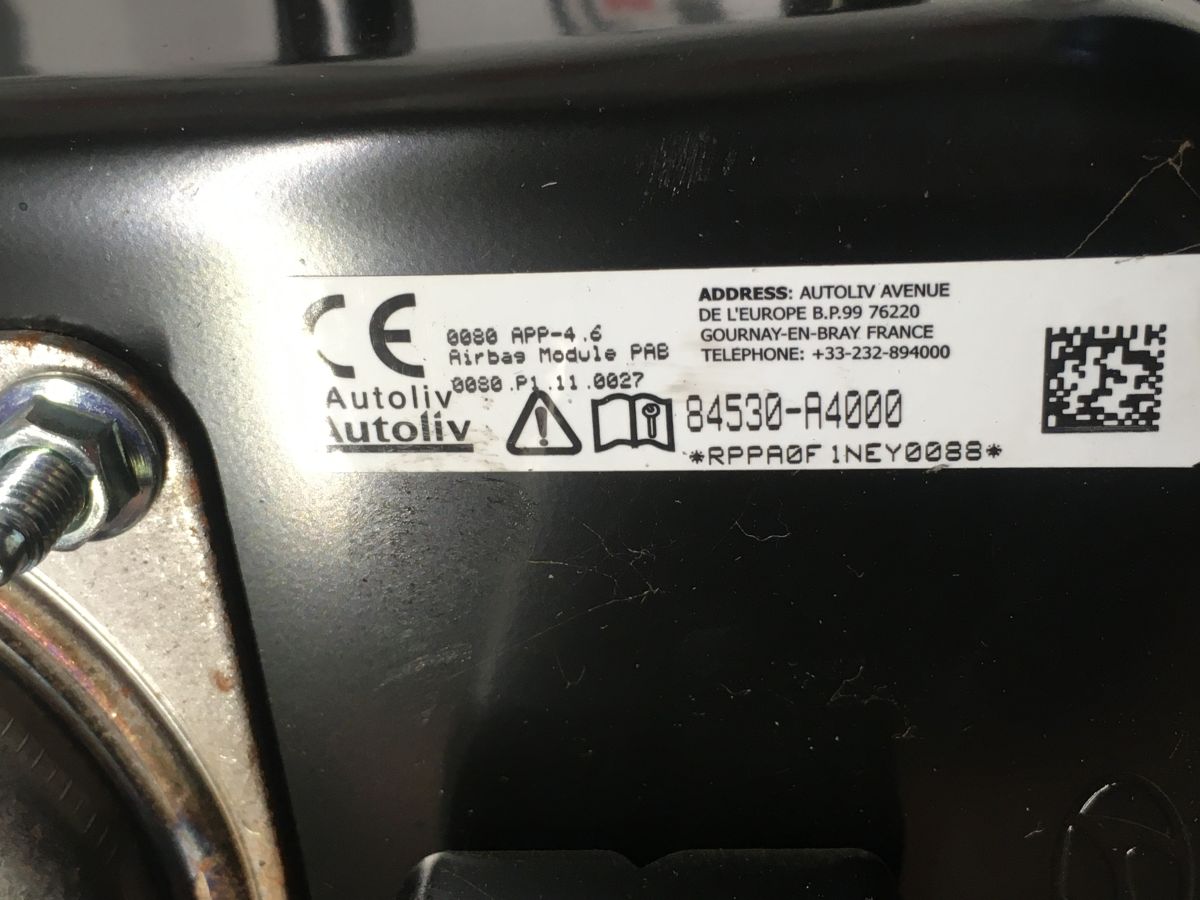 CE
0080 APP-4.6
Airbag Module PAB
0080.P1.11.0027
Autoliv
Autoliv
ADDRESS: AUTOLIV AVENUE
DE L'EUROPE B.P.99 76220
GOURNAY-EN-BRAY FRANCE
TELEPHONE: +33-232-894000
84530-A4000
*RPPA0F1NEY0088*